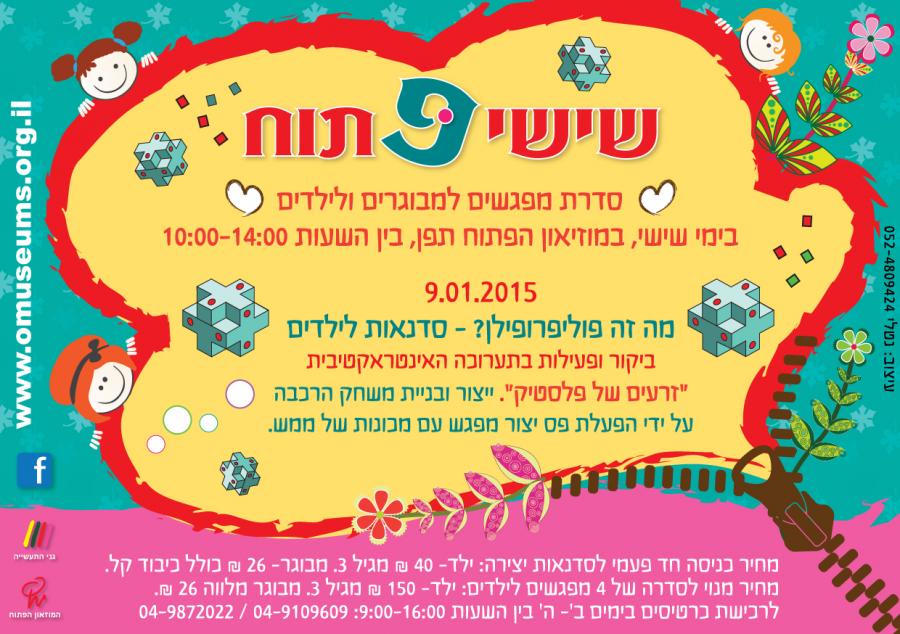 שישי פתוח
סדרת מפגשים למבוגרים ולילדים
בימי שישי, במוזיאון הפתוח תפן, בין השעות 10:00-14:00
9.01.2015
מה זה פוליפרופילן? - סדנאות לילדים
ביקור ופעילות בתערוכה האינטראקטיבית
"זרעים של פלסטיק". ייצור ובניית משחק הרכבה
על ידי הפעלת פס יצור מפגש עם מכונות של ממש.
מחיר כניסה חד פעמי לסדנאות יצירה: ילד- 40 ₪ מגיל 3. מבוגר- 26 ₪ כולל כיבוד קל.
מחיר מנוי לסדרה של 4 מפגשים לילדים: ילד- 150 ₪ מגיל 3. מבוגר מלווה 26 ₪.
לרכישת כרטיסים בימים ב'- ה' בין השעות 9:00-16:00: 04-9109609 / 04-9872022
www.omuseums.org.il
f
גני התעשייה
המוזאון הפתוח
עיצוב: נטלי 052-4809424